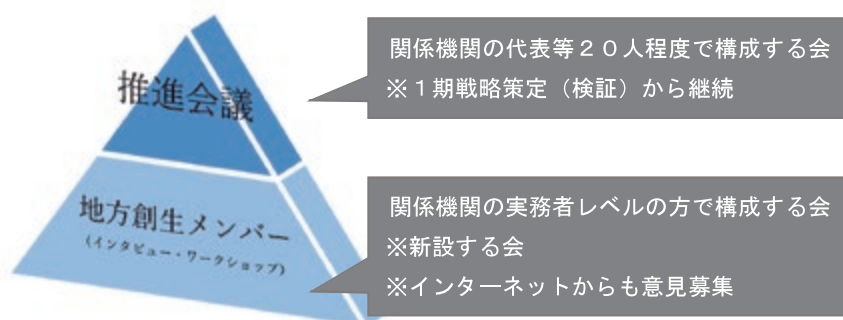 推進会議
関係機関の代表等２０人程度で構成する会
※１期戦略策定（検証）から継続
地方創生メンバー
（インタビュー・ワークショップ）
関係機関の実務者レベルの方で構成する会
※新設する会
※インターネットからも意見募集